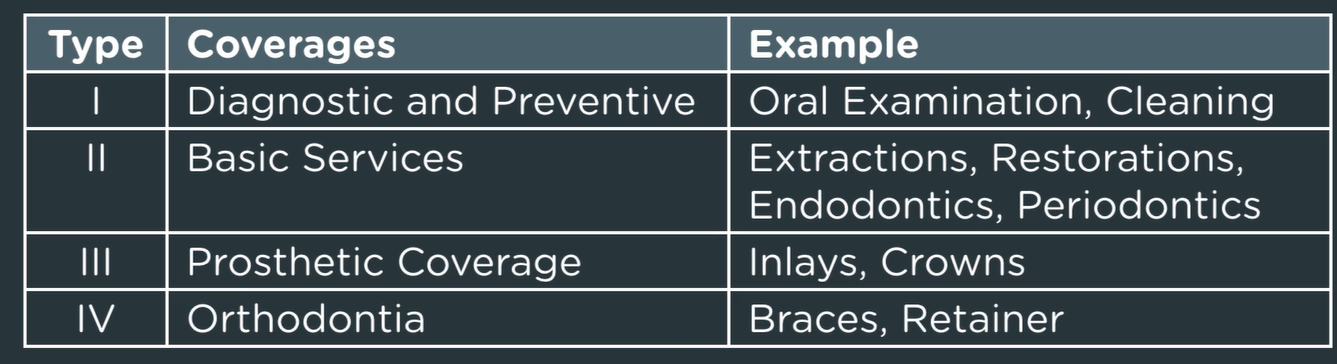 Type Coverages Example
I Diagnostic and Preventive Oral Examination, Cleaning
II Basic Services Extractions, Restorations,
Endodontics, Periodontics
III Prosthetic Coverage Inlays, Crowns
IV Orthodontia Braces, Retainer